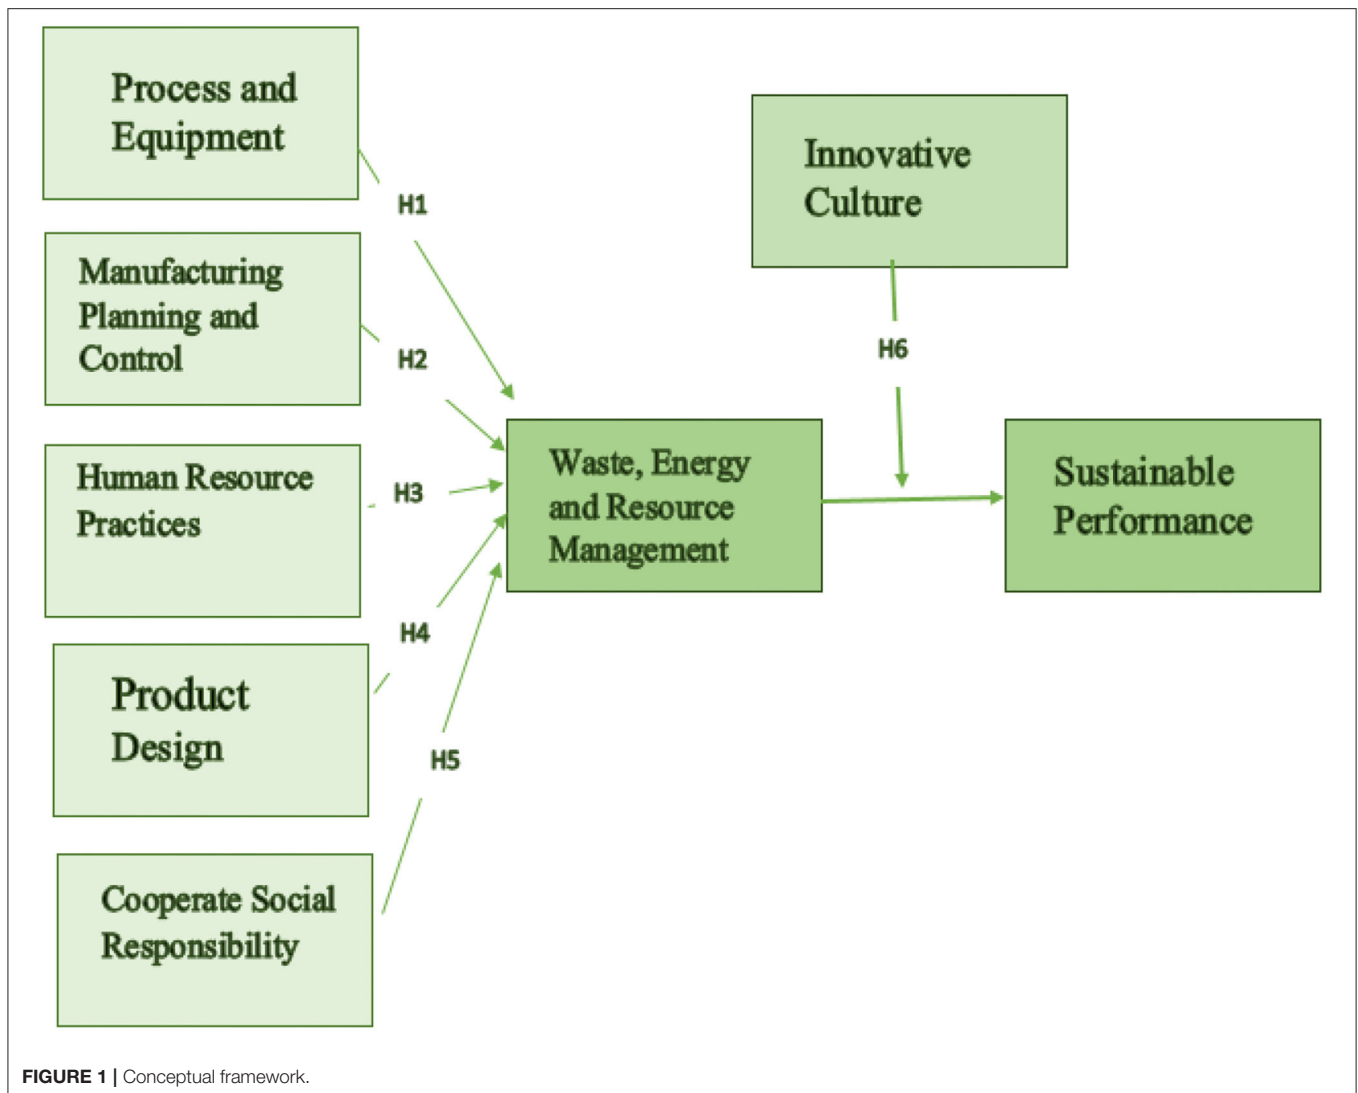 Process and
Equipment
H1
Manufacturing
Planning and
Control
H2
Human Resource
Practices
H3
Product
Design
H4
Cooperate Social
Responsibility
H5
Waste, Energy
and Resource
Management
Innovative
Culture
H6
Sustainable
Performance
FIGURE 1 | Conceptual framework.